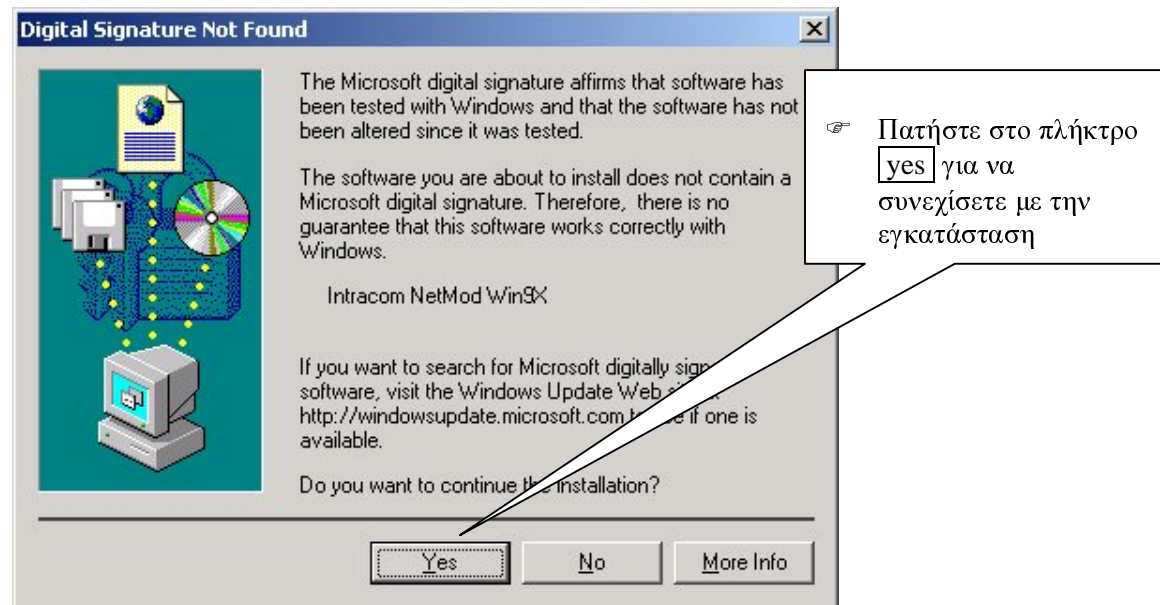 Digital Signature Not Found
The Microsoft digital signature affirms that software has
been tested with Windows and that the software has not
been altered since it was tested.
The software you are about to install does not contain a
Microsoft digital signature. Therefore, there is no
guarantee that this software works correctly with
Windows.
Intracom NetMod Win9X
If you want to search for Microsoft digitally
software, visit the Windows Update Web
http://windowsupdate.microsoft.com if one is
available.
Do you want to continue the installation?
Yes No More Info
☞ Πατήστε στο πλήκτρο
yes για να
συνεχίσετε με την
εγκατάσταση